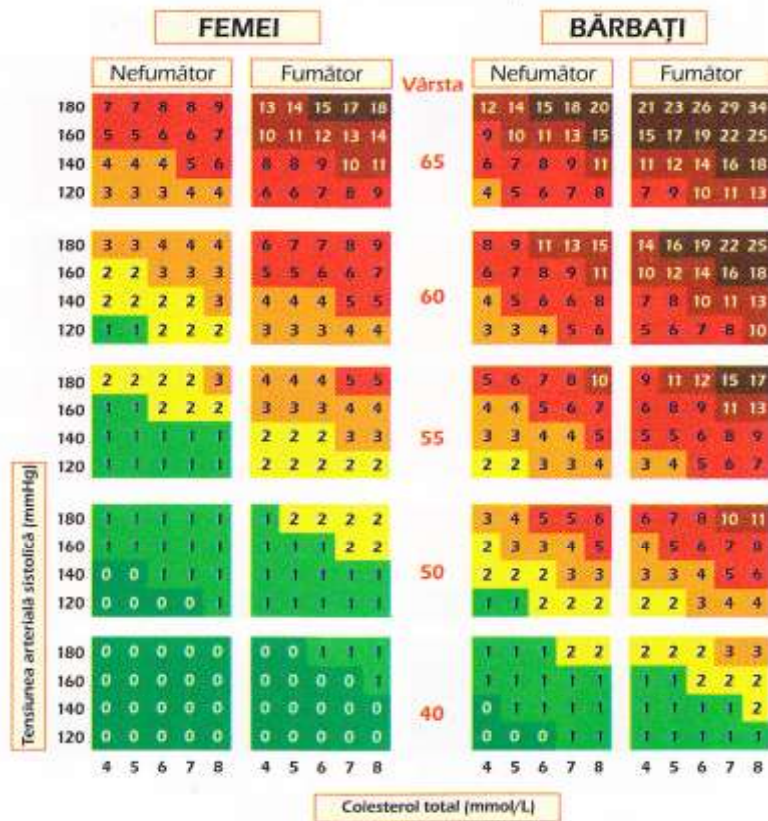 FEMEI BĂRBAȚI
Nefumător Fumător Vârsta Nefumător Fumător
180 7 7 8 8 9 13 14 15 17 18 12 14 15 18 20 21 23 26 29 34
160 5 5 6 6 7 10 11 12 13 14 9 10 11 13 15 15 17 19 22 25
140 4 4 4 5 6 8 8 9 10 11 65 6 7 8 9 11 11 12 14 16 18
120 3 3 3 4 4 6 6 7 8 9 4 5 6 7 8 7 9 10 11 13
180 3 3 4 4 4 6 7 7 8 9 8 9 11 13 15 14 16 19 22 25
160 2 2 3 3 3 5 5 6 6 7 6 7 8 9 11 10 12 14 16 18
140 2 2 2 2 3 4 4 4 5 5 60 4 5 6 6 8 7 8 10 11 13
120 1 1 2 2 2 3 3 3 4 4 3 3 4 5 6 5 6 7 8 10
180 2 2 2 2 3 4 4 4 5 5 5 6 7 8 10 9 11 12 15 17
160 1 1 2 2 2 3 3 3 4 4 4 4 5 6 7 6 8 9 11 13
140 1 1 1 1 1 2 2 2 3 3 55 3 3 4 4 5 5 5 6 8 9
120 1 1 1 1 1 2 2 2 2 2 2 2 3 3 4 3 4 5 6 7
180 1 1 1 1 1 1 2 2 2 2 3 4 5 5 6 6 7 8 10 11
160 1 1 1 1 1 1 1 1 2 2 2 3 3 4 5 4 5 6 7 8
140 0 0 1 1 1 1 1 1 1 1 50 2 2 2 3 3 3 3 4 5 6
120 0 0 0 0 1 1 1 1 1 1 1 1 2 2 2 2 2 3 4 4
180 0 0 0 0 0 0 0 1 1 1 1 1 1 2 2 2 2 2 3 3
160 0 0 0 0 0 0 0 0 0 1 1 1 1 1 1 1 1 2 2 2
140 0 0 0 0 0 0 0 0 0 0 40 0 1 1 1 1 1 1 1 1 2
120 0 0 0 0 0 0 0 0 0 0 0 0 0 1 1 1 1 1 1 1
4 5 6 7 8 4 5 6 7 8 4 5 6 7 8 4 5 6 7 8
Tensiunea arterială sistolică (mmHg)
Colesterol total (mmol/L)